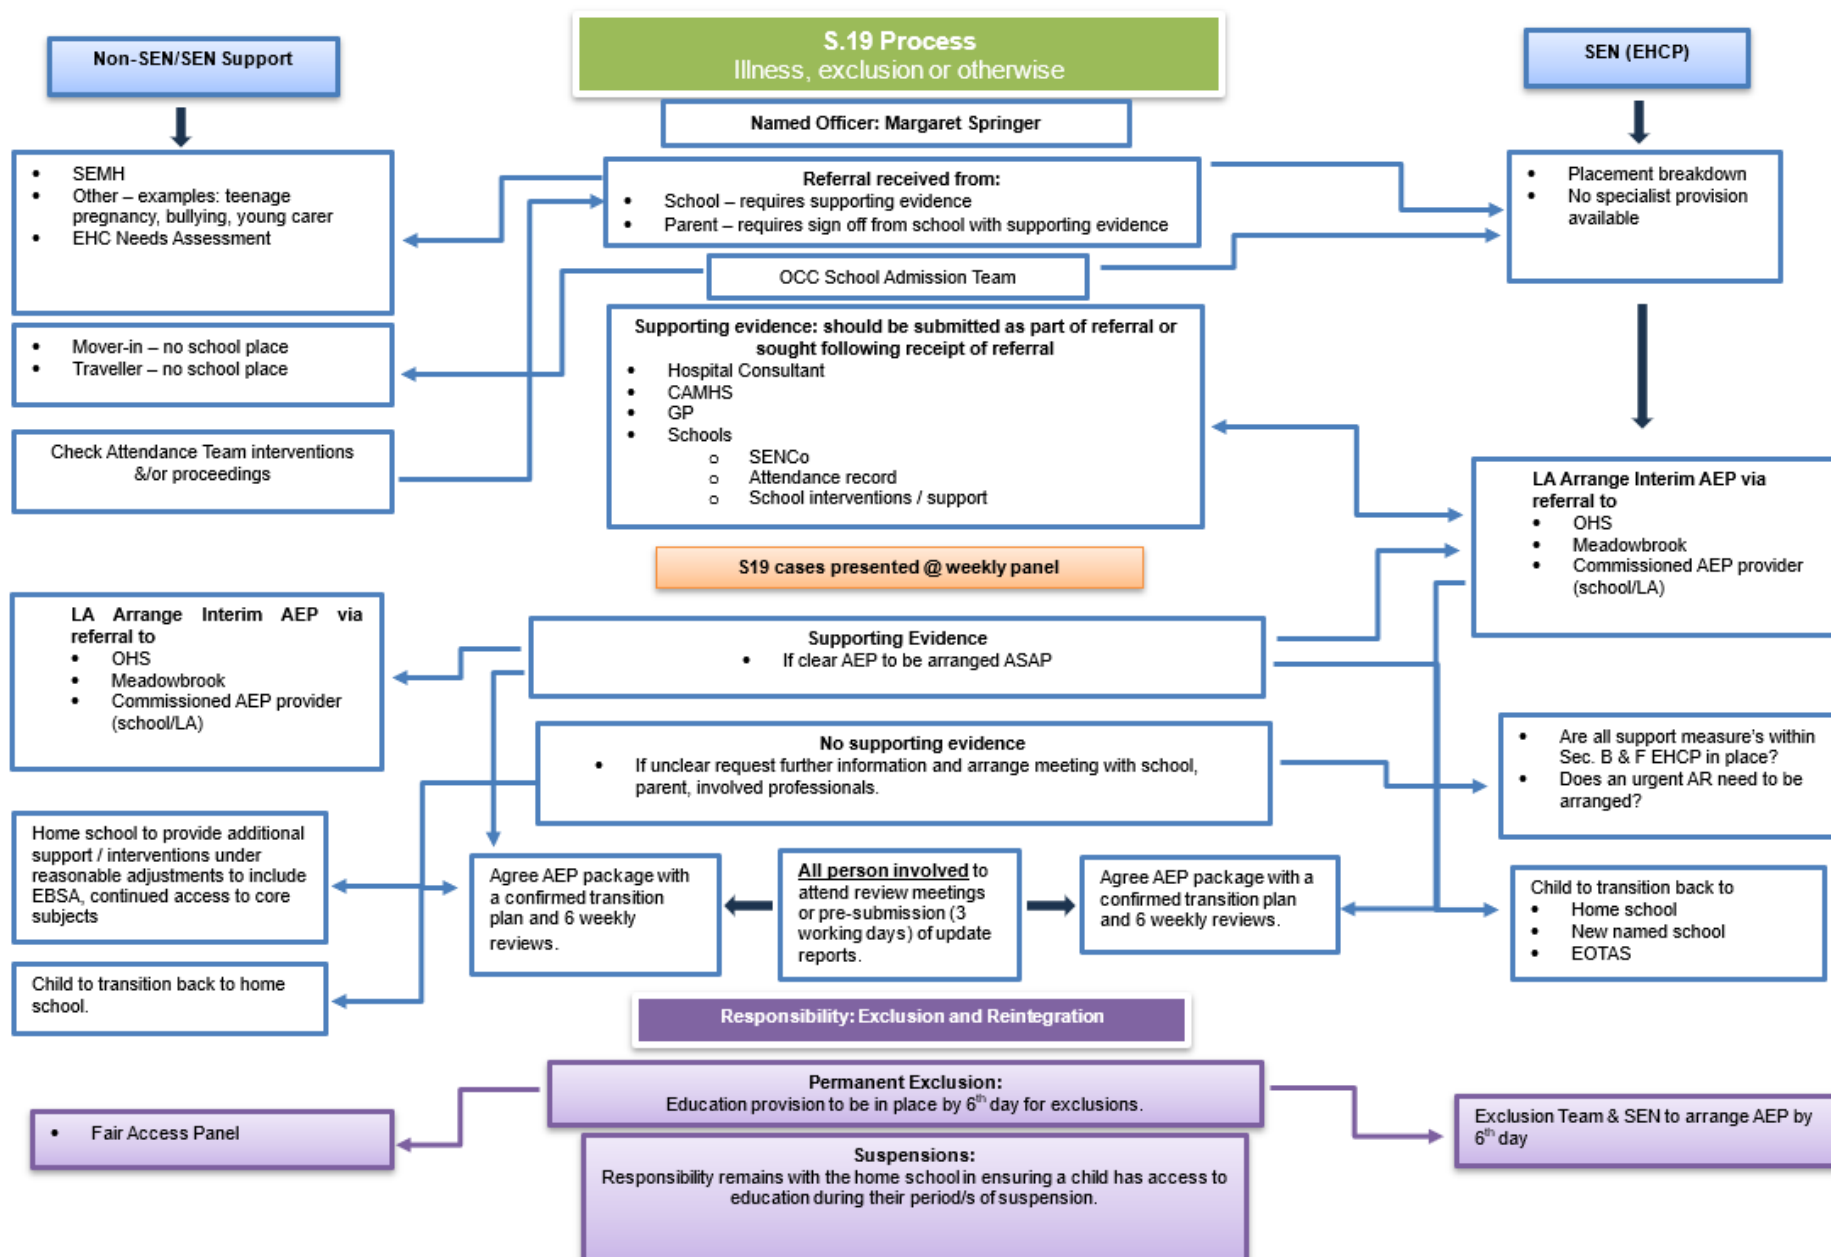 Non-SEN/SEN Support
S.19 Process
Illness, exclusion or otherwise
SEN (EHCP)
Named Officer: Margaret Springer
• SEMH
• Other – examples: teenage
pregnancy, bullying, young carer
• EHC Needs Assessment
Referral received from:
• School – requires supporting evidence
• Parent – requires sign off from school with supporting evidence
• Placement breakdown
• No specialist provision
available
OCC School Admission Team
• Mover-in – no school place
• Traveller – no school place
Supporting evidence: should be submitted as part of referral or
sought following receipt of referral
• Hospital Consultant
• CAMHS
• GP
• Schools
o SENCo
o Attendance record
o School interventions / support
Check Attendance Team interventions
&/or proceedings
LA Arrange Interim AEP via
referral to
• OHS
• Meadowbrook
• Commissioned AEP provider
(school/LA)
S19 cases presented @ weekly panel
LA Arrange Interim AEP via
referral to
• OHS
• Meadowbrook
• Commissioned AEP provider
(school/LA)
Supporting Evidence
• If clear AEP to be arranged ASAP
No supporting evidence
• If unclear request further information and arrange meeting with school,
parent, involved professionals.
• Are all support measure's within
Sec. B & F EHCP in place?
• Does an urgent AR need to be
arranged?
Home school to provide additional
support / interventions under
reasonable adjustments to include
EBSA, continued access to core
subjects
Agree AEP package with
a confirmed transition
plan and 6 weekly
reviews.
All person involved to
attend review meetings
or pre-submission (3
working days) of update
reports.
Agree AEP package with a
confirmed transition plan
and 6 weekly reviews.
Child to transition back to
• Home school
• New named school
• EOTAS
Child to transition back to home
school.
Responsibility: Exclusion and Reintegration
Permanent Exclusion:
Education provision to be in place by 6th day for exclusions.
• Fair Access Panel
Exclusion Team & SEN to arrange AEP by
6th day
Suspensions:
Responsibility remains with the home school in ensuring a child has access to
education during their period/s of suspension.